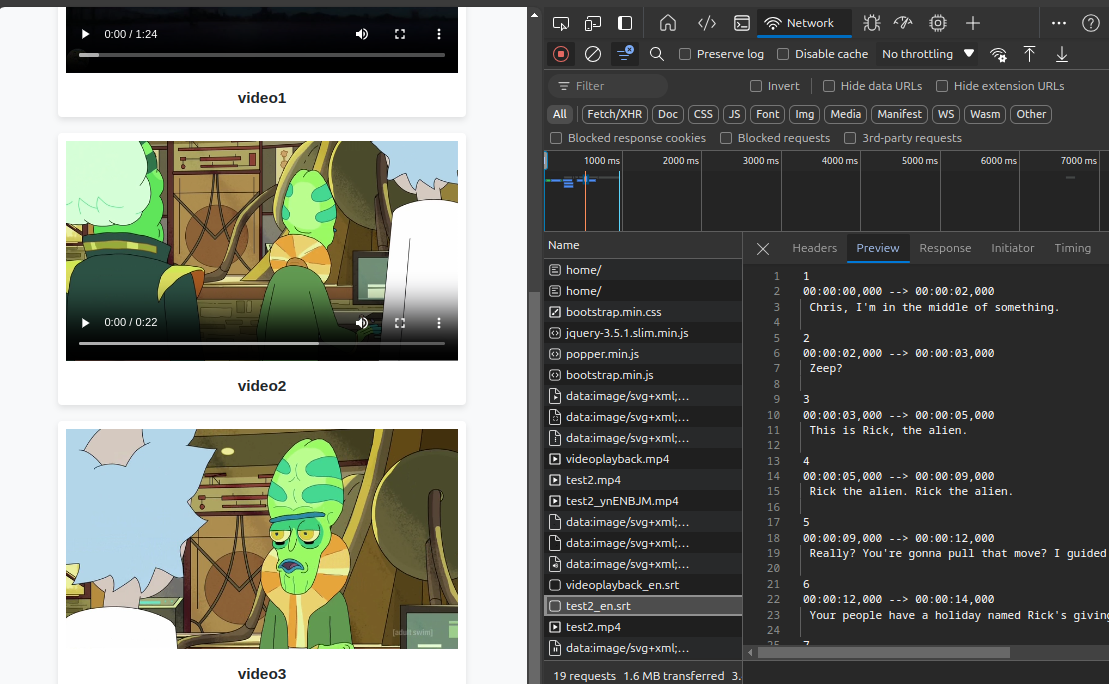 0:00 / 1:24
video1
0:00 / 0:22
video2
[adult swim]
video3
Network
Preserve log
Disable cache
No throttling
Filter
Invert
Hide data URLs
Hide extension URLs
All
Fetch/XHR
Doc
CSS
JS
Font
Img
Media
Manifest
WS
Wasm
Other
Blocked response cookies
Blocked requests
3rd-party requests
1000 ms
2000 ms
3000 ms
4000 ms
5000 ms
6000 ms
7000 ms
Name
home/
home/
bootstrap.min.css
jquery-3.5.1.slim.min.js
popper.min.js
bootstrap.min.js
data:image/svg+xml;...
data:image/svg+xml;...
data:image/svg+xml;...
videoplayback.mp4
test2.mp4
test2_ynENBJM.mp4
data:image/svg+xml;...
data:image/svg+xml;...
data:image/svg+xml;...
videoplayback_en.srt
test2_en.srt
test2.mp4
data:image/svg+xml;...
19 requests 1.6 MB transferred 3.
Headers
Preview
Response
Initiator
Timing
1 1
2 00:00:00,000 --> 00:00:02,000
3 Chris, I'm in the middle of something.
4
5 2
6 00:00:02,000 --> 00:00:03,000
7 Zeep?
8
9 3
10 00:00:03,000 --> 00:00:05,000
11 This is Rick, the alien.
12
13 4
14 00:00:05,000 --> 00:00:09,000
15 Rick the alien. Rick the alien.
16
17 5
18 00:00:09,000 --> 00:00:12,000
19 Really? You're gonna pull that move? I guided
20
21 6
22 00:00:12,000 --> 00:00:14,000
23 Your people have a holiday named Rick's giving
24
25 7